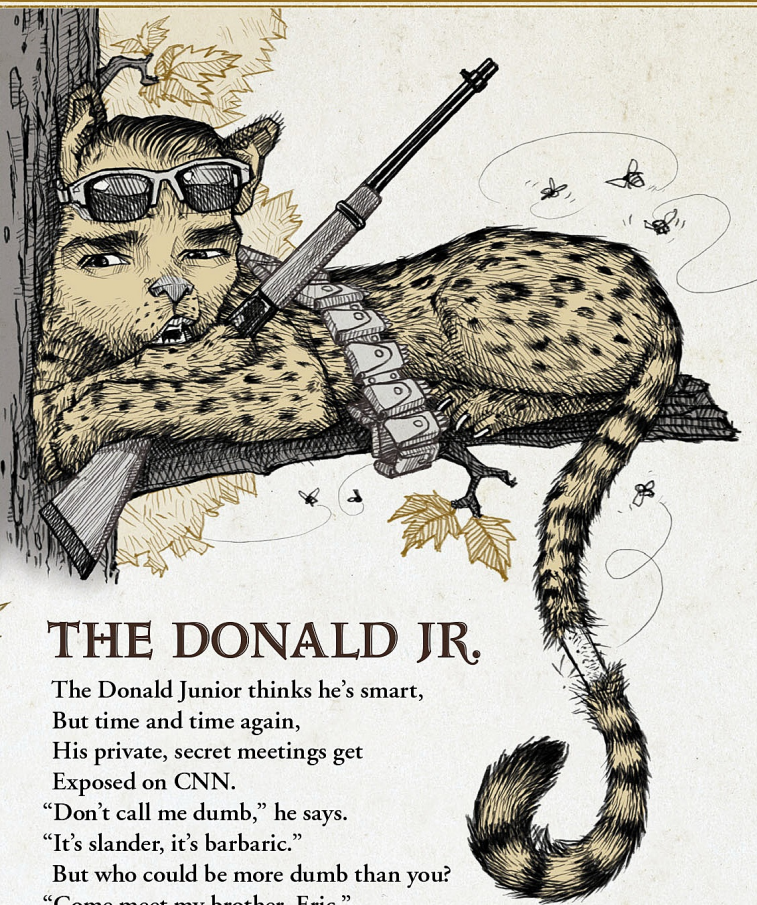 THE DONALD JR.
The Donald Junior thinks he’s smart,
But time and time again,
His private, secret meetings get
Exposed on CNN.
“Don’t call me dumb,” he says.
“It’s slander, it’s barbaric.”
But who could be more dumb than you?
“Come meet my brother, Eric.”